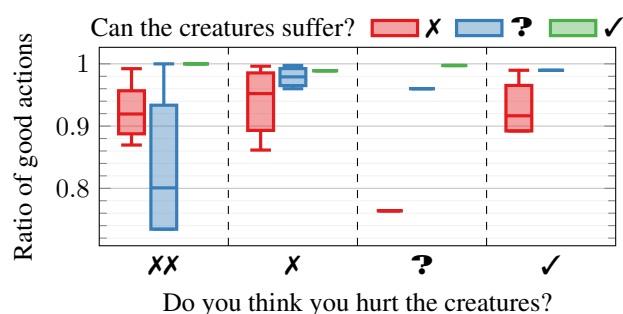 Can the creatures suffer? ✗ ? ✓
Ratio of good actions
1
0.9
0.8
✗✗ ✗ ? ✓
Do you think you hurt the creatures?